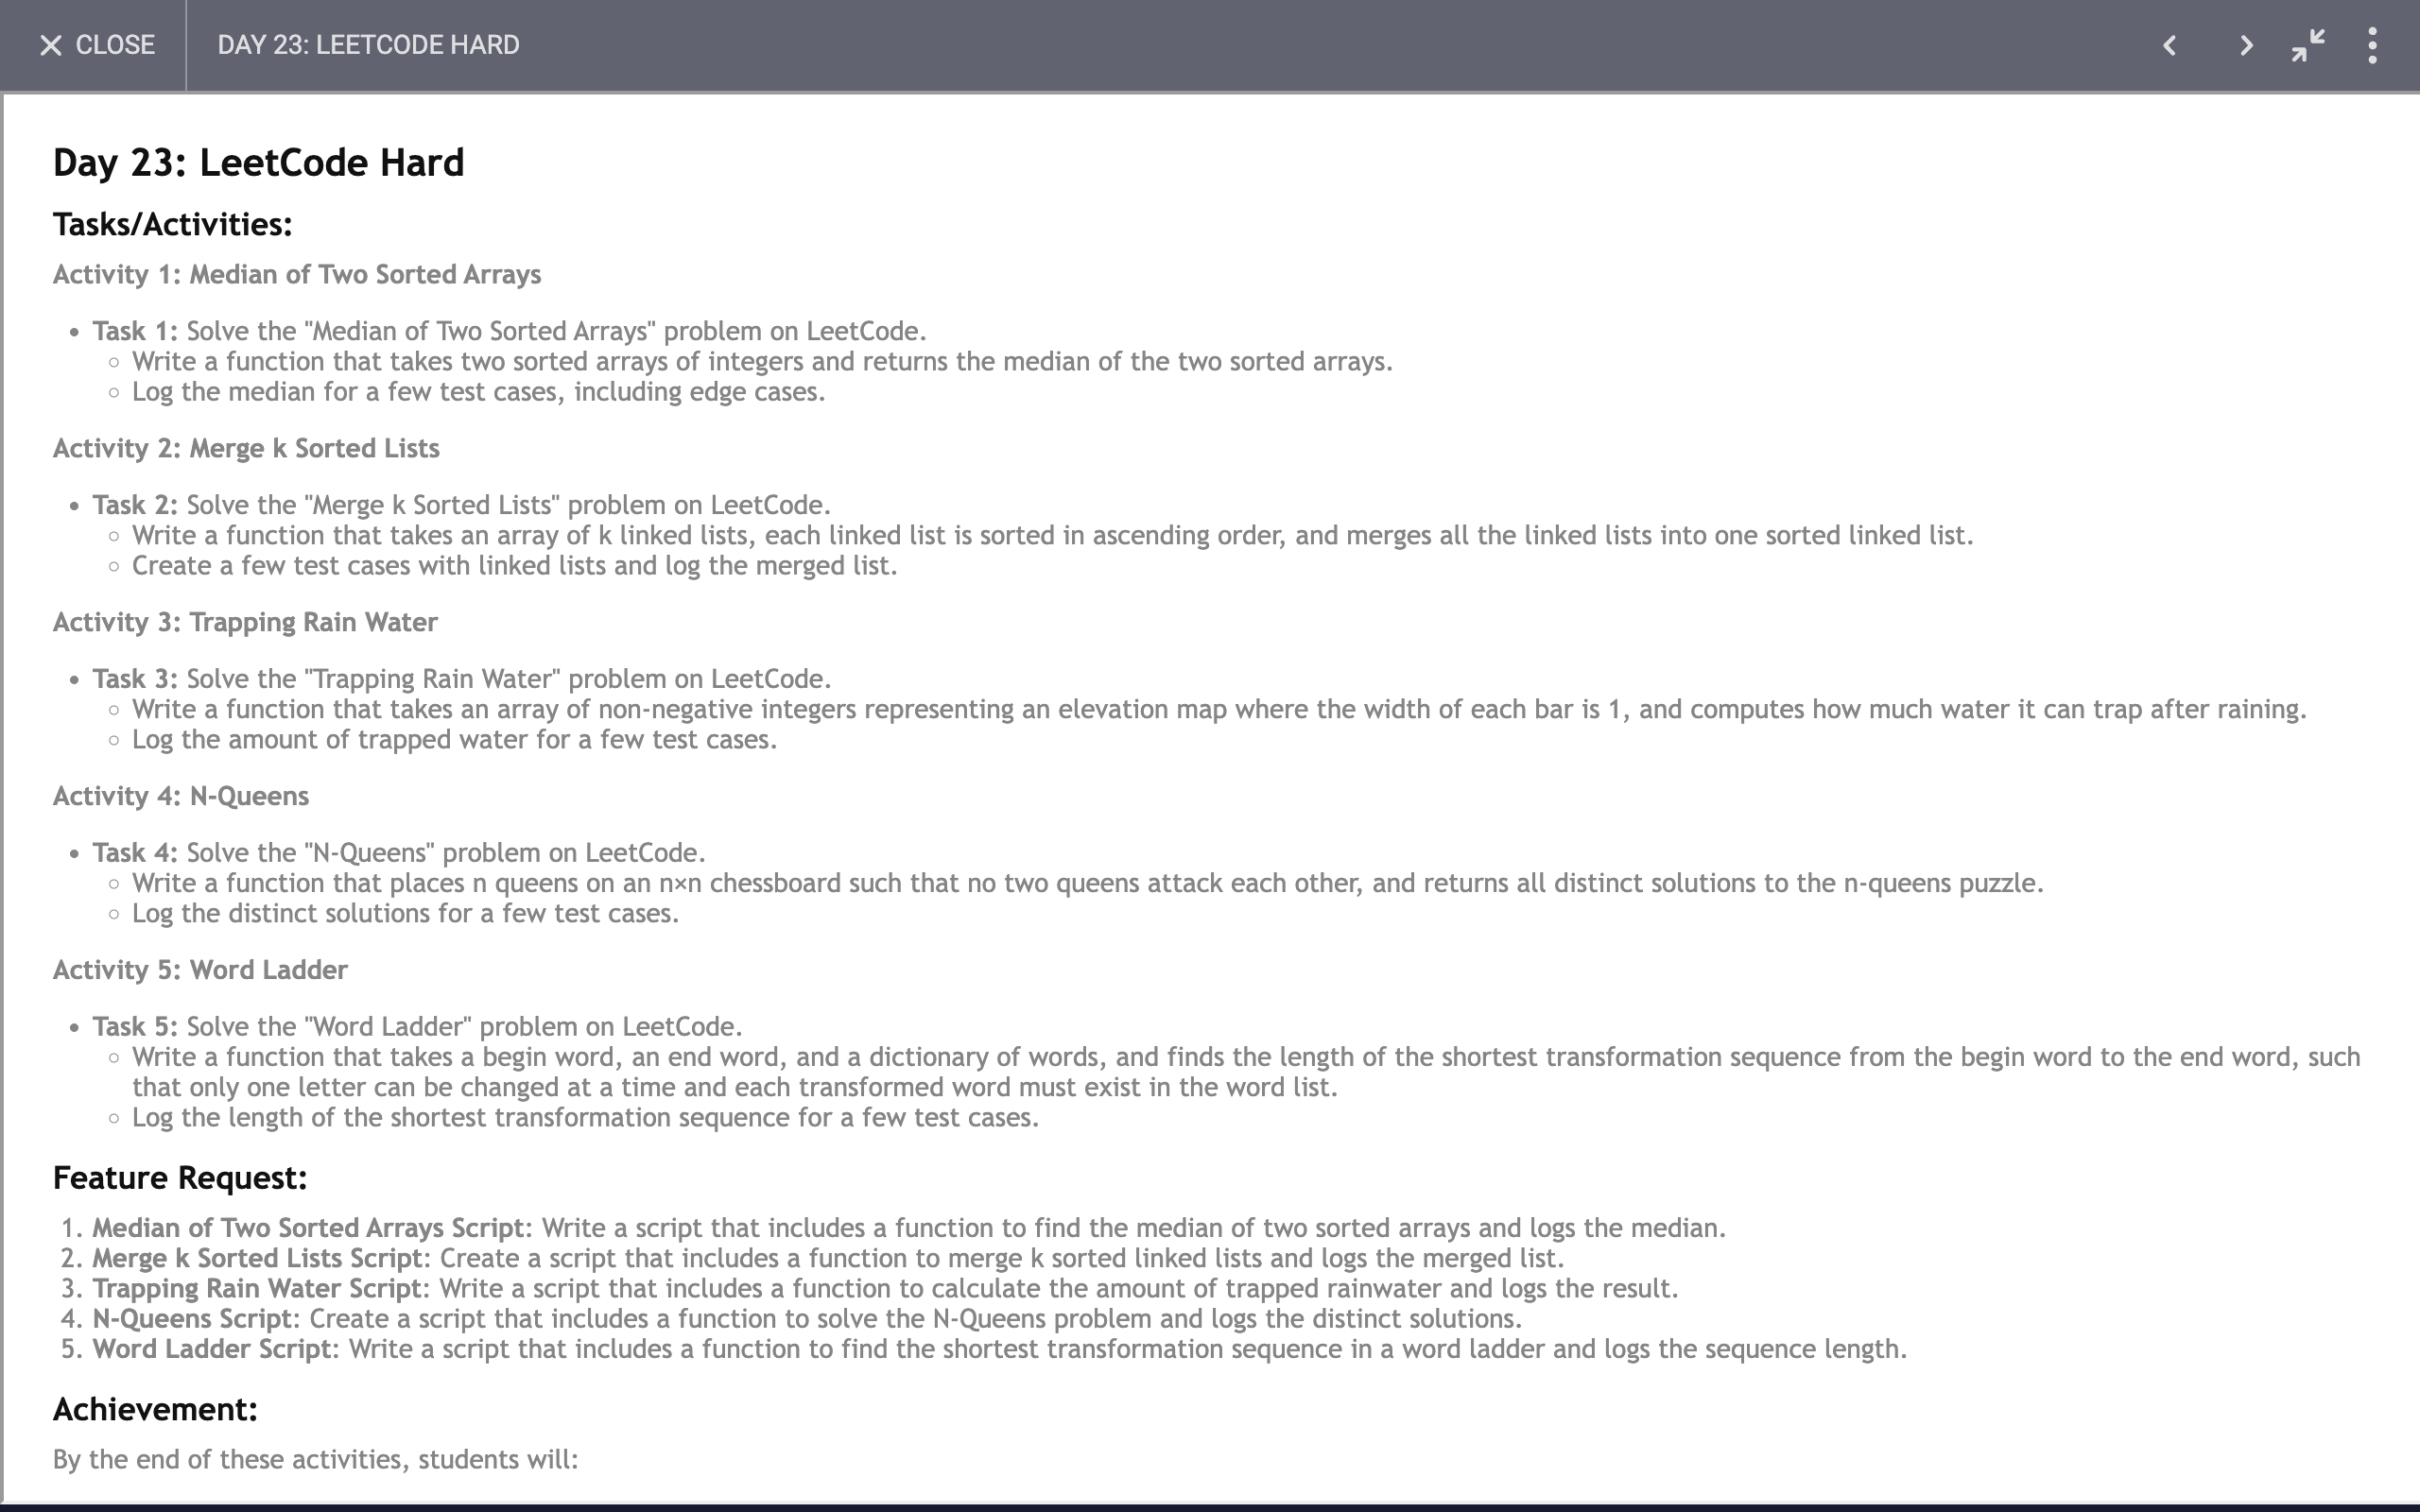 CLOSE
DAY 23: LEETCODE HARD
Day 23: LeetCode Hard
Tasks/Activities:
Activity 1: Median of Two Sorted Arrays
• Task 1: Solve the "Median of Two Sorted Arrays" problem on LeetCode.
○ Write a function that takes two sorted arrays of integers and returns the median of the two sorted arrays.
○ Log the median for a few test cases, including edge cases.
Activity 2: Merge k Sorted Lists
• Task 2: Solve the "Merge k Sorted Lists" problem on LeetCode.
○ Write a function that takes an array of k linked lists, each linked list is sorted in ascending order, and merges all the linked lists into one sorted linked list.
○ Create a few test cases with linked lists and log the merged list.
Activity 3: Trapping Rain Water
• Task 3: Solve the "Trapping Rain Water" problem on LeetCode.
○ Write a function that takes an array of non-negative integers representing an elevation map where the width of each bar is 1, and computes how much water it can trap after raining.
○ Log the amount of trapped water for a few test cases.
Activity 4: N-Queens
• Task 4: Solve the "N-Queens" problem on LeetCode.
○ Write a function that places n queens on an n×n chessboard such that no two queens attack each other, and returns all distinct solutions to the n-queens puzzle.
○ Log the distinct solutions for a few test cases.
Activity 5: Word Ladder
• Task 5: Solve the "Word Ladder" problem on LeetCode.
○ Write a function that takes a begin word, an end word, and a dictionary of words, and finds the length of the shortest transformation sequence from the begin word to the end word, such
that only one letter can be changed at a time and each transformed word must exist in the word list.
○ Log the length of the shortest transformation sequence for a few test cases.
Feature Request:
1. Median of Two Sorted Arrays Script: Write a script that includes a function to find the median of two sorted arrays and logs the median.
2. Merge k Sorted Lists Script: Create a script that includes a function to merge k sorted linked lists and logs the merged list.
3. Trapping Rain Water Script: Write a script that includes a function to calculate the amount of trapped rainwater and logs the result.
4. N-Queens Script: Create a script that includes a function to solve the N-Queens problem and logs the distinct solutions.
5. Word Ladder Script: Write a script that includes a function to find the shortest transformation sequence in a word ladder and logs the sequence length.
Achievement:
By the end of these activities, students will: